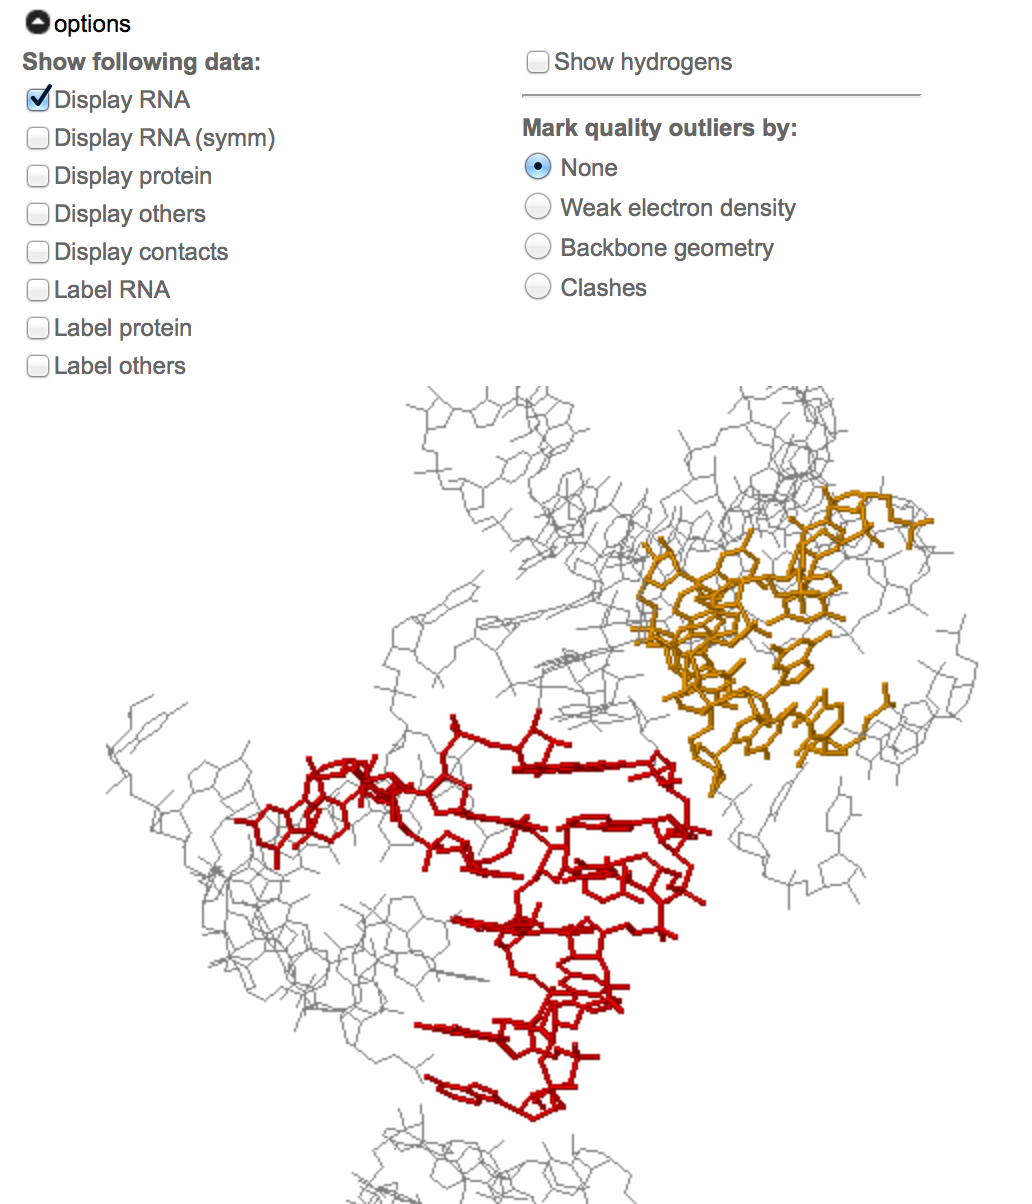 options
Show following data:
Display RNA
Display RNA (symm)
Display protein
Display others
Display contacts
Label RNA
Label protein
Label others
Show hydrogens
Mark quality outliers by:
None
Weak electron density
Backbone geometry
Clashes